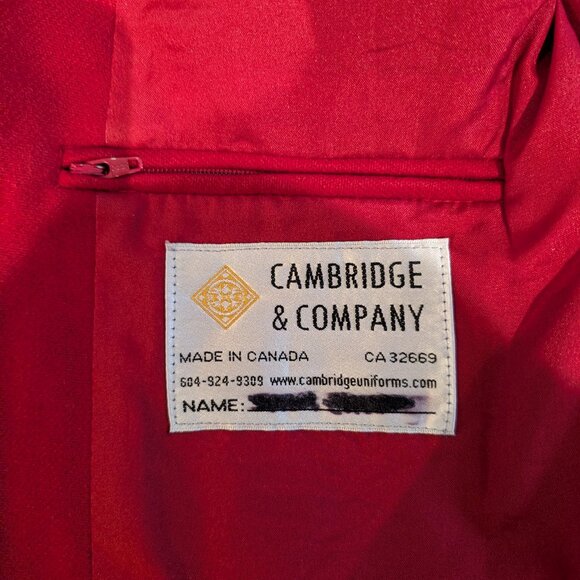 CAMBRIDGE
& COMPANY
MADE IN CANADA CA 32669
604-924-9309 www.cambridgeuniforms.com
NAME: